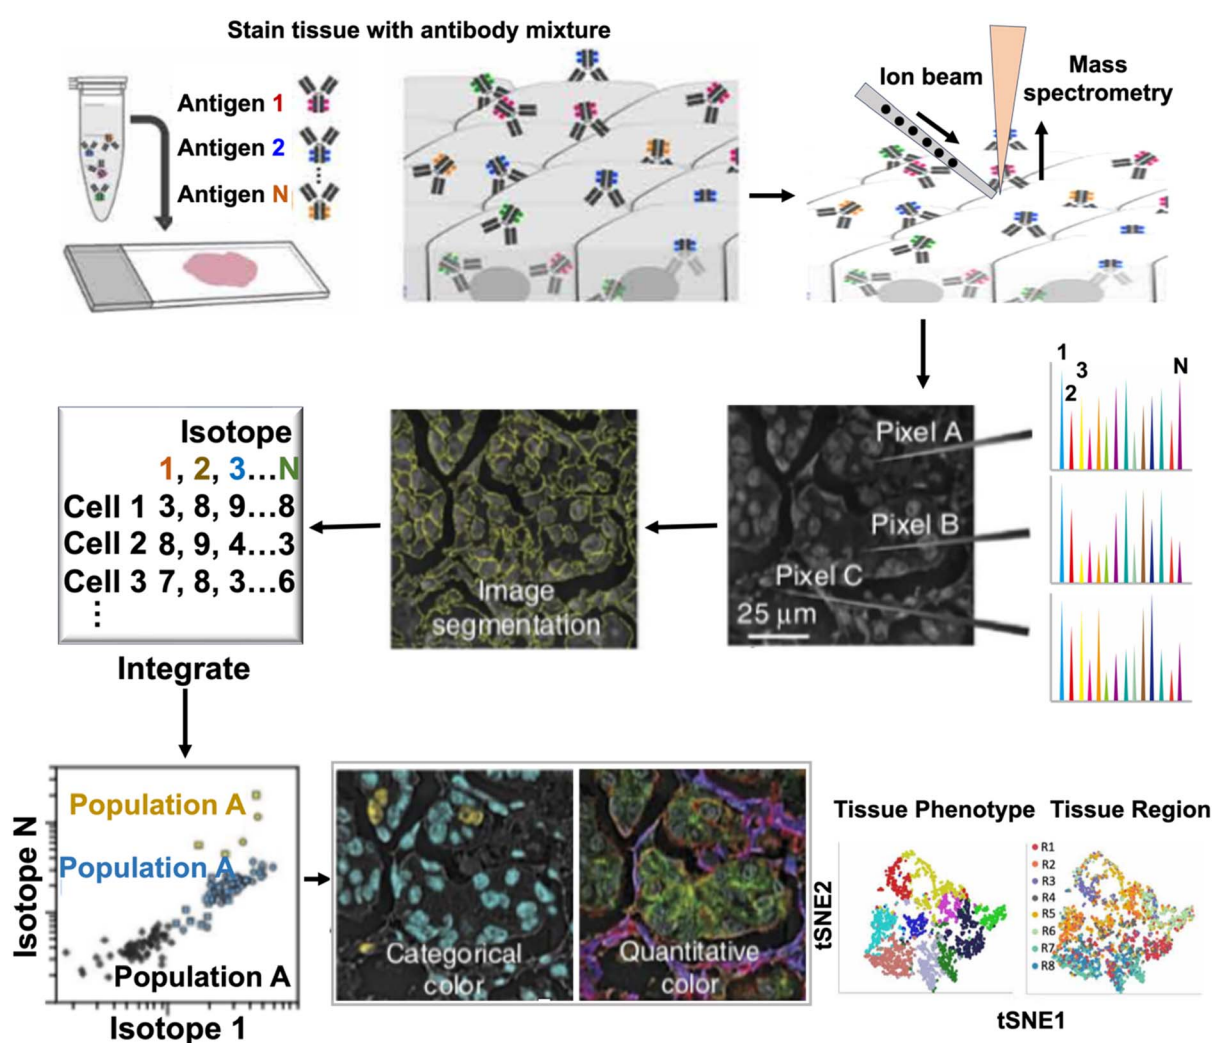 Stain tissue with antibody mixture
Antigen 1
Antigen 2
Antigen N
Ion beam
Mass
spectrometry
1
2
3
N
Pixel A
Pixel B
Pixel C
25 µm
Image
segmentation
Isotope
1, 2, 3...N
Cell 1 3, 8, 9...8
Cell 2 8, 9, 4...3
Cell 3 7, 8, 3...6
Integrate
Population A
Population A
Population A
Isotope N
Isotope 1
Categorical
color
Quantitative
color
Tissue Phenotype
Tissue Region
R1
R2
R3
R4
R5
R6
R7
R8
tSNE2
tSNE1